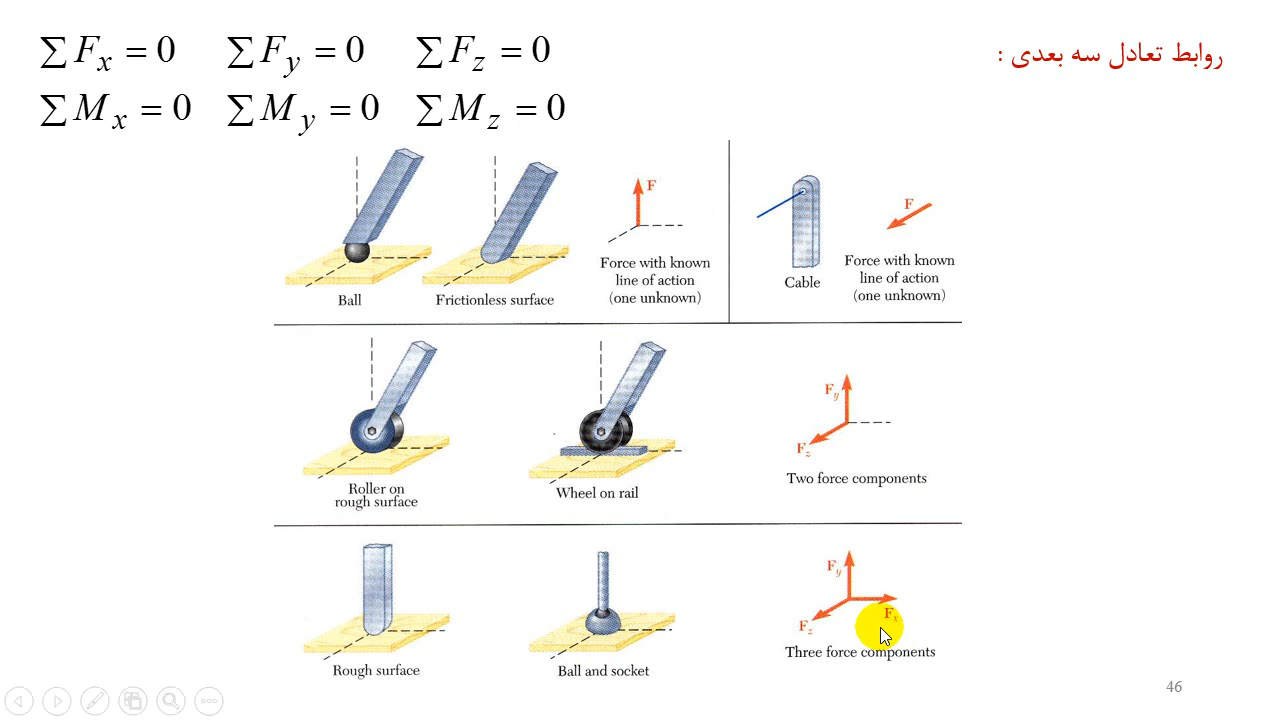 روابط تعادل سه بعدی :
∑ Fx = 0 ∑ Fy = 0 ∑ Fz = 0
∑ Mx = 0 ∑ My = 0 ∑ Mz = 0
F
Force with known
line of action
(one unknown)
Ball
Frictionless surface
F
Force with known
line of action
(one unknown)
Cable
Roller on
rough surface
Wheel on rail
Fy
Fz
Two force components
Rough surface
Ball and socket
Fy
Fx
Fz
Three force components
46